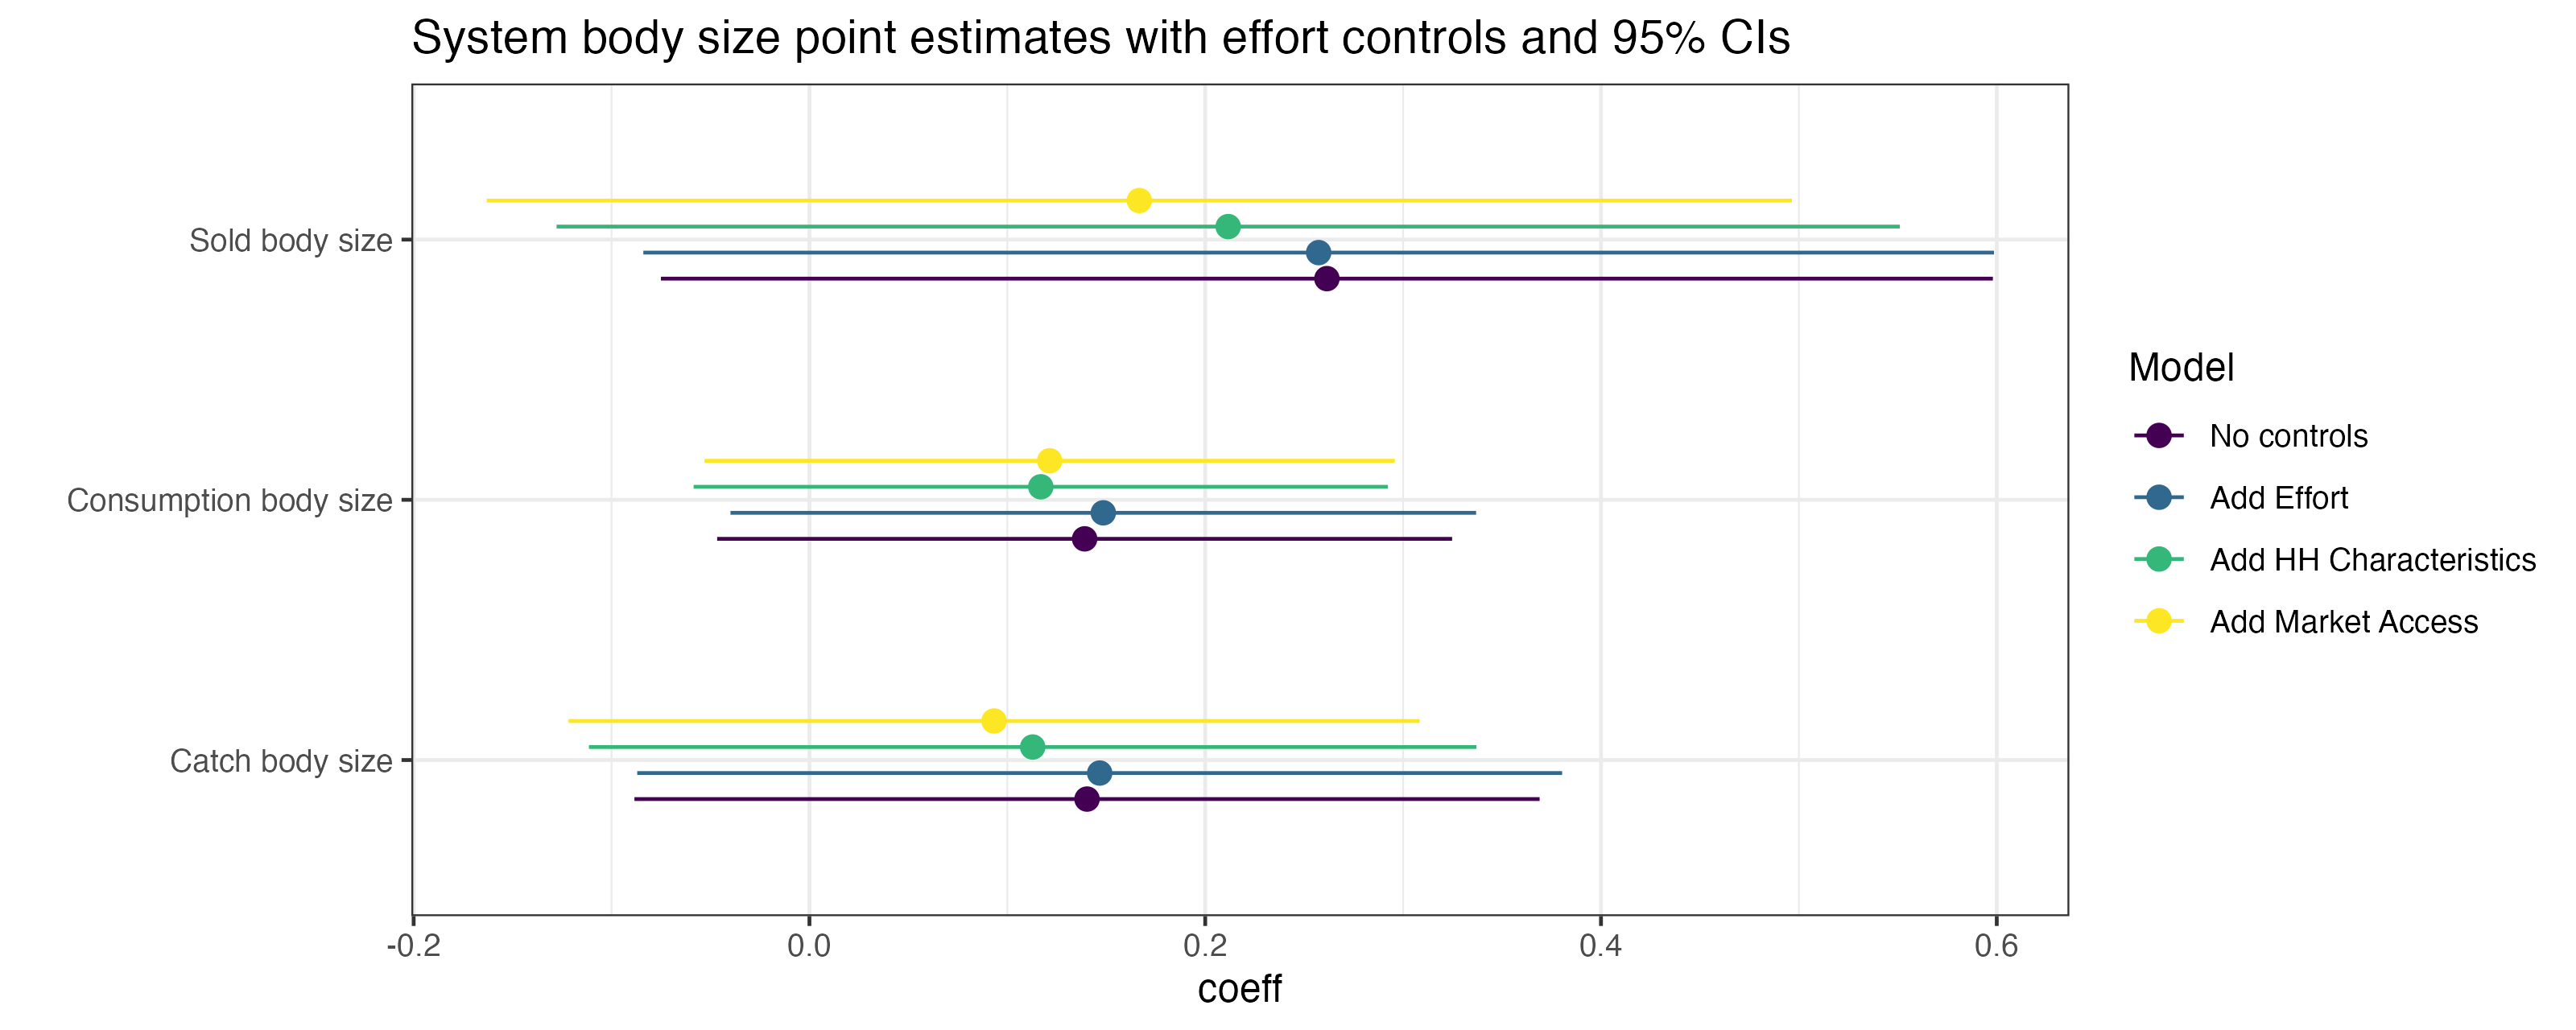 System body size point estimates with effort controls and 95% CIs
Sold body size
Consumption body size
Catch body size
-0.2 0.0 0.2 0.4 0.6
coeff
Model
No controls
Add Effort
Add HH Characteristics
Add Market Access